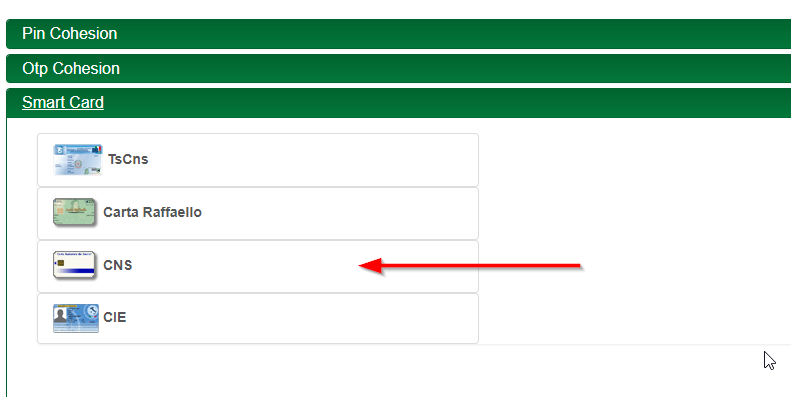 Pin Cohesion
Otp Cohesion
Smart Card
TsCns
Carta Raffaello
CNS
CIE